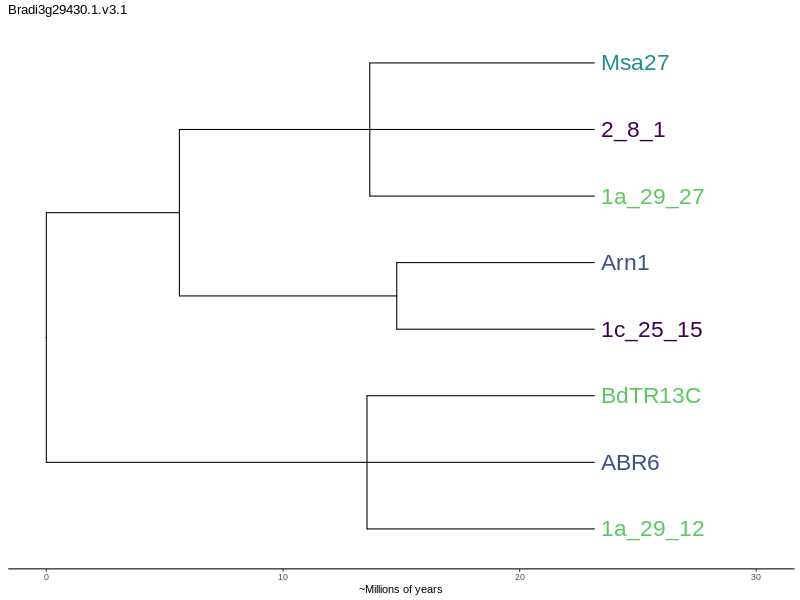 Bradi3g29430.1.v3.1
Msa27
2_8_1
1a_29_27
Arn1
1c_25_15
BdTR13C
ABR6
1a_29_12
0 10 20 30
~Millions of years